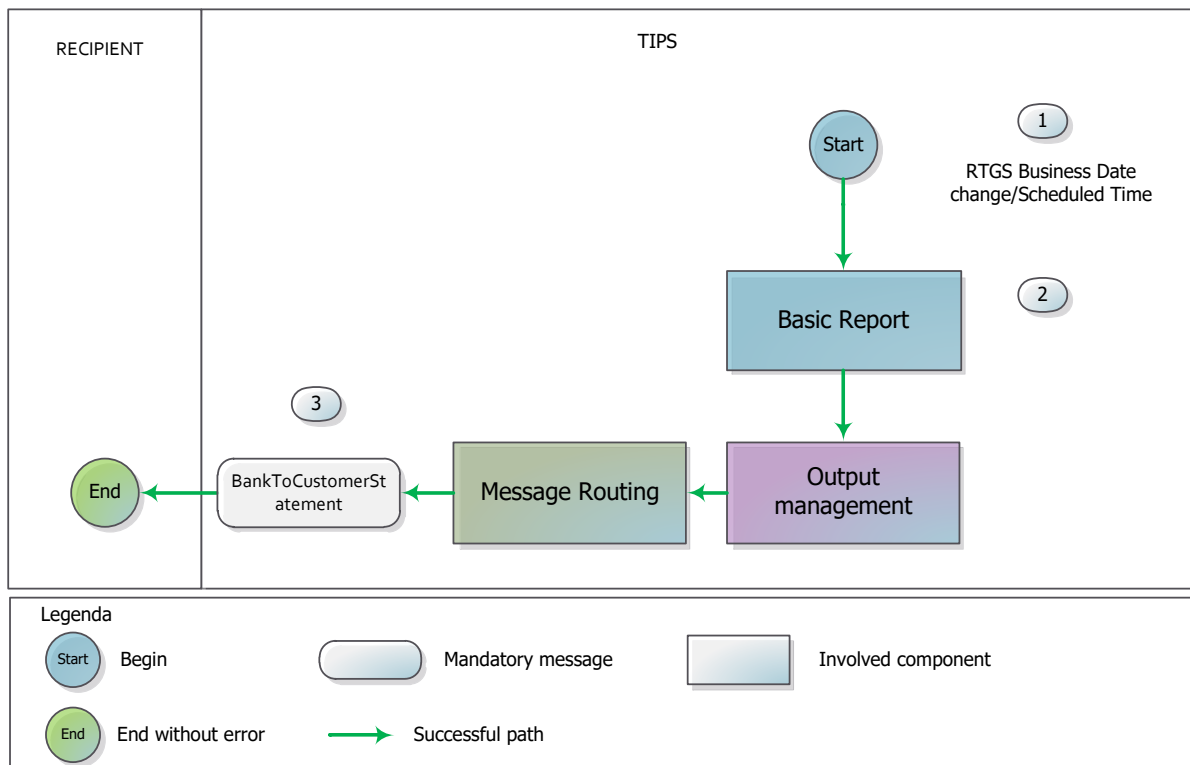 RECIPIENT
TIPS
1
Start
RTGS Business Date
change/Scheduled Time
2
Basic Report
3
End
BankToCustomerSt
atement
Message Routing
Output
management
Legenda
Start
Begin
Mandatory message
Involved component
End
End without error
Successful path